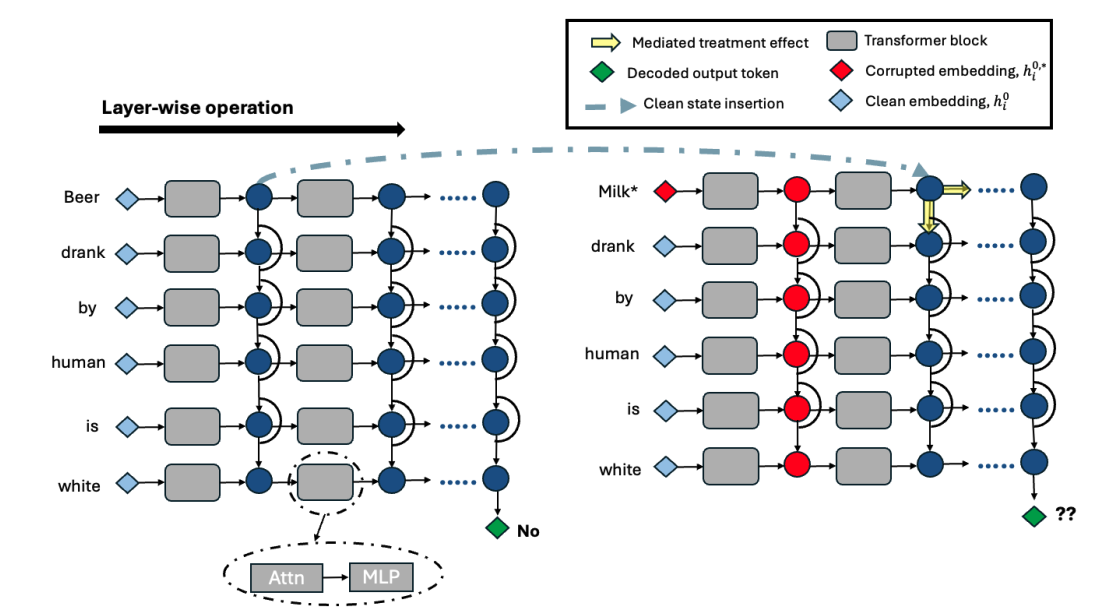 Mediated treatment effect
Transformer block
Decoded output token
Corrupted embedding, h_i^{0,*}
Clean state insertion
Clean embedding, h_i^0
Layer-wise operation
Beer
drank
by
human
is
white
No
Attn
MLP
Milk*
drank
by
human
is
white
??